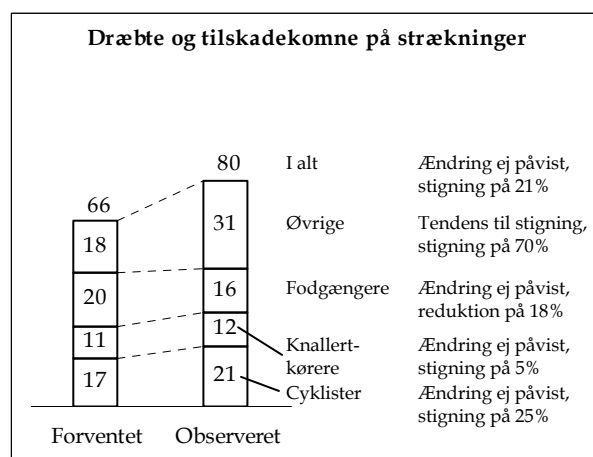 Dræbte og tilskadekomne på strækninger
80
I alt
Ændring ej påvist,
stigning på 21%
66
31
Øvrige
Tendens til stigning,
stigning på 70%
18
20
16
Fodgængere
Ændring ej påvist,
reduktion på 18%
11
12
Knallert-
kørere
Ændring ej påvist,
stigning på 5%
17
21
Cyklister
Ændring ej påvist,
stigning på 25%
Forventet
Observeret